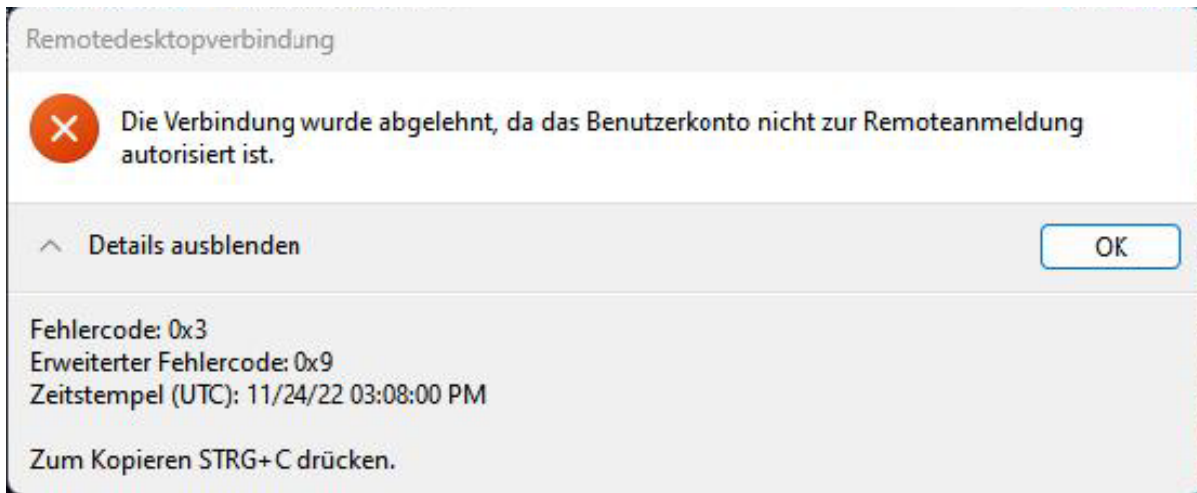 Remotedesktopverbindung
Die Verbindung wurde abgelehnt, da das Benutzerkonto nicht zur Remoteanmeldung
autorisiert ist.
Details ausblenden
OK
Fehlercode: 0x3
Erweiterter Fehlercode: 0x9
Zeitstempel (UTC): 11/24/22 03:08:00 PM
Zum Kopieren STRG+C drücken.